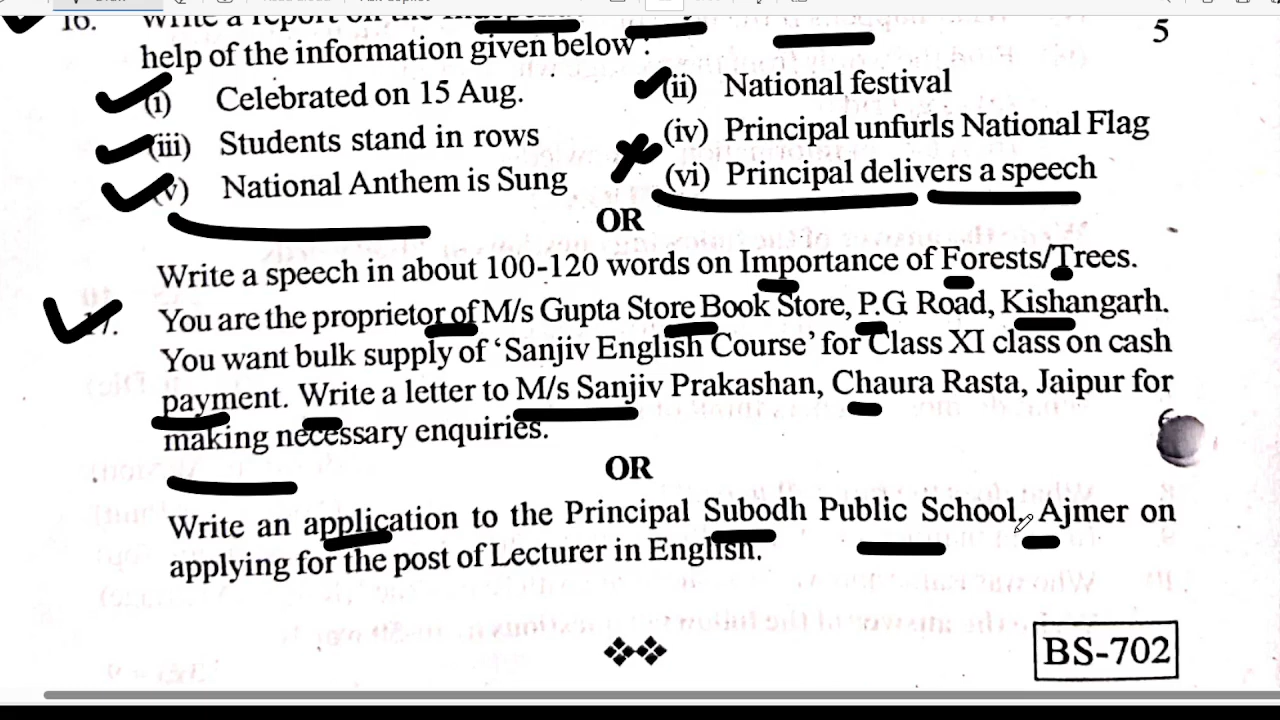 16. Write a report on the
help of the information given below :
5
(i) Celebrated on 15 Aug. (ii) National festival
(iii) Students stand in rows (iv) Principal unfurls National Flag
(v) National Anthem is Sung (vi) Principal delivers a speech
OR
Write a speech in about 100-120 words on Importance of Forests/Trees.
17. You are the proprietor of M/s Gupta Store Book Store, P.G Road, Kishangarh.
You want bulk supply of 'Sanjiv English Course' for Class XI class on cash
payment. Write a letter to M/s Sanjiv Prakashan, Chaura Rasta, Jaipur for
making necessary enquiries.
OR
Write an application to the Principal Subodh Public School, Ajmer on
applying for the post of Lecturer in English.
BS-702